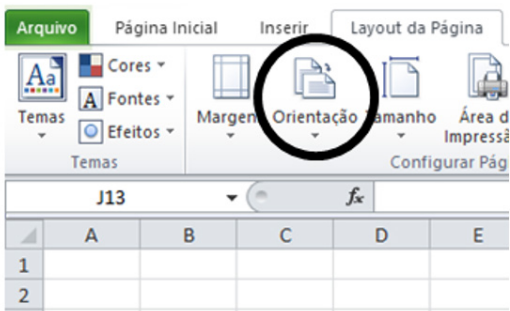 Arquivo Página Inicial Inserir Layout da Página
Aa
Temas
Cores
A Fontes
Efeitos
Margen Orientação amanho Área d
Impressã
Temas Configurar Pág
J13 fx
A B C D E
1
2